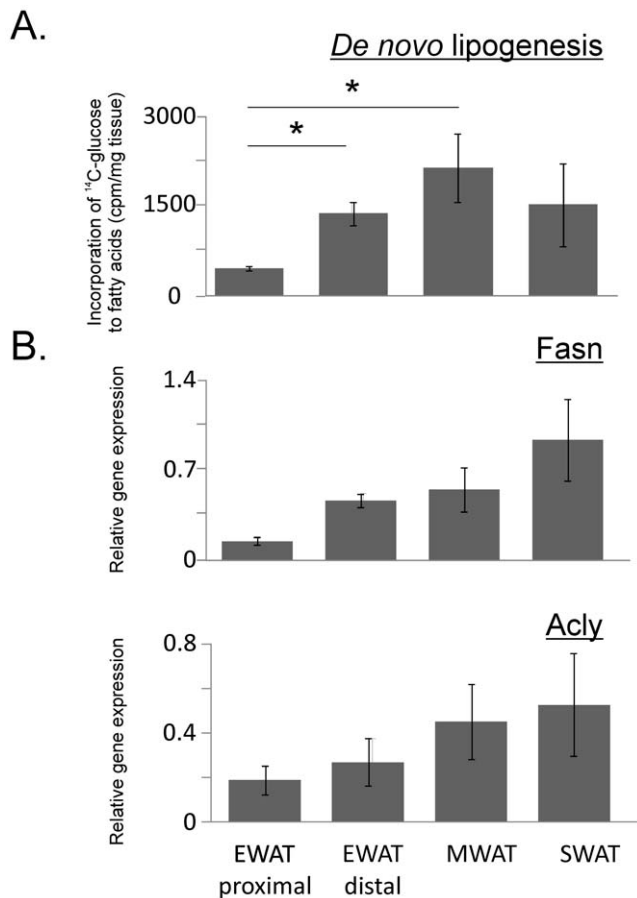 A.
De novo lipogenesis
*
*
Incorporation of ¹⁴C-glucose
to fatty acids (cpm/mg tissue)
3000
1500
0
B.
Fasn
Relative gene expression
1.4
0.7
0
Acly
Relative gene expression
0.8
0.4
0
EWAT
proximal
EWAT
distal
MWAT
SWAT